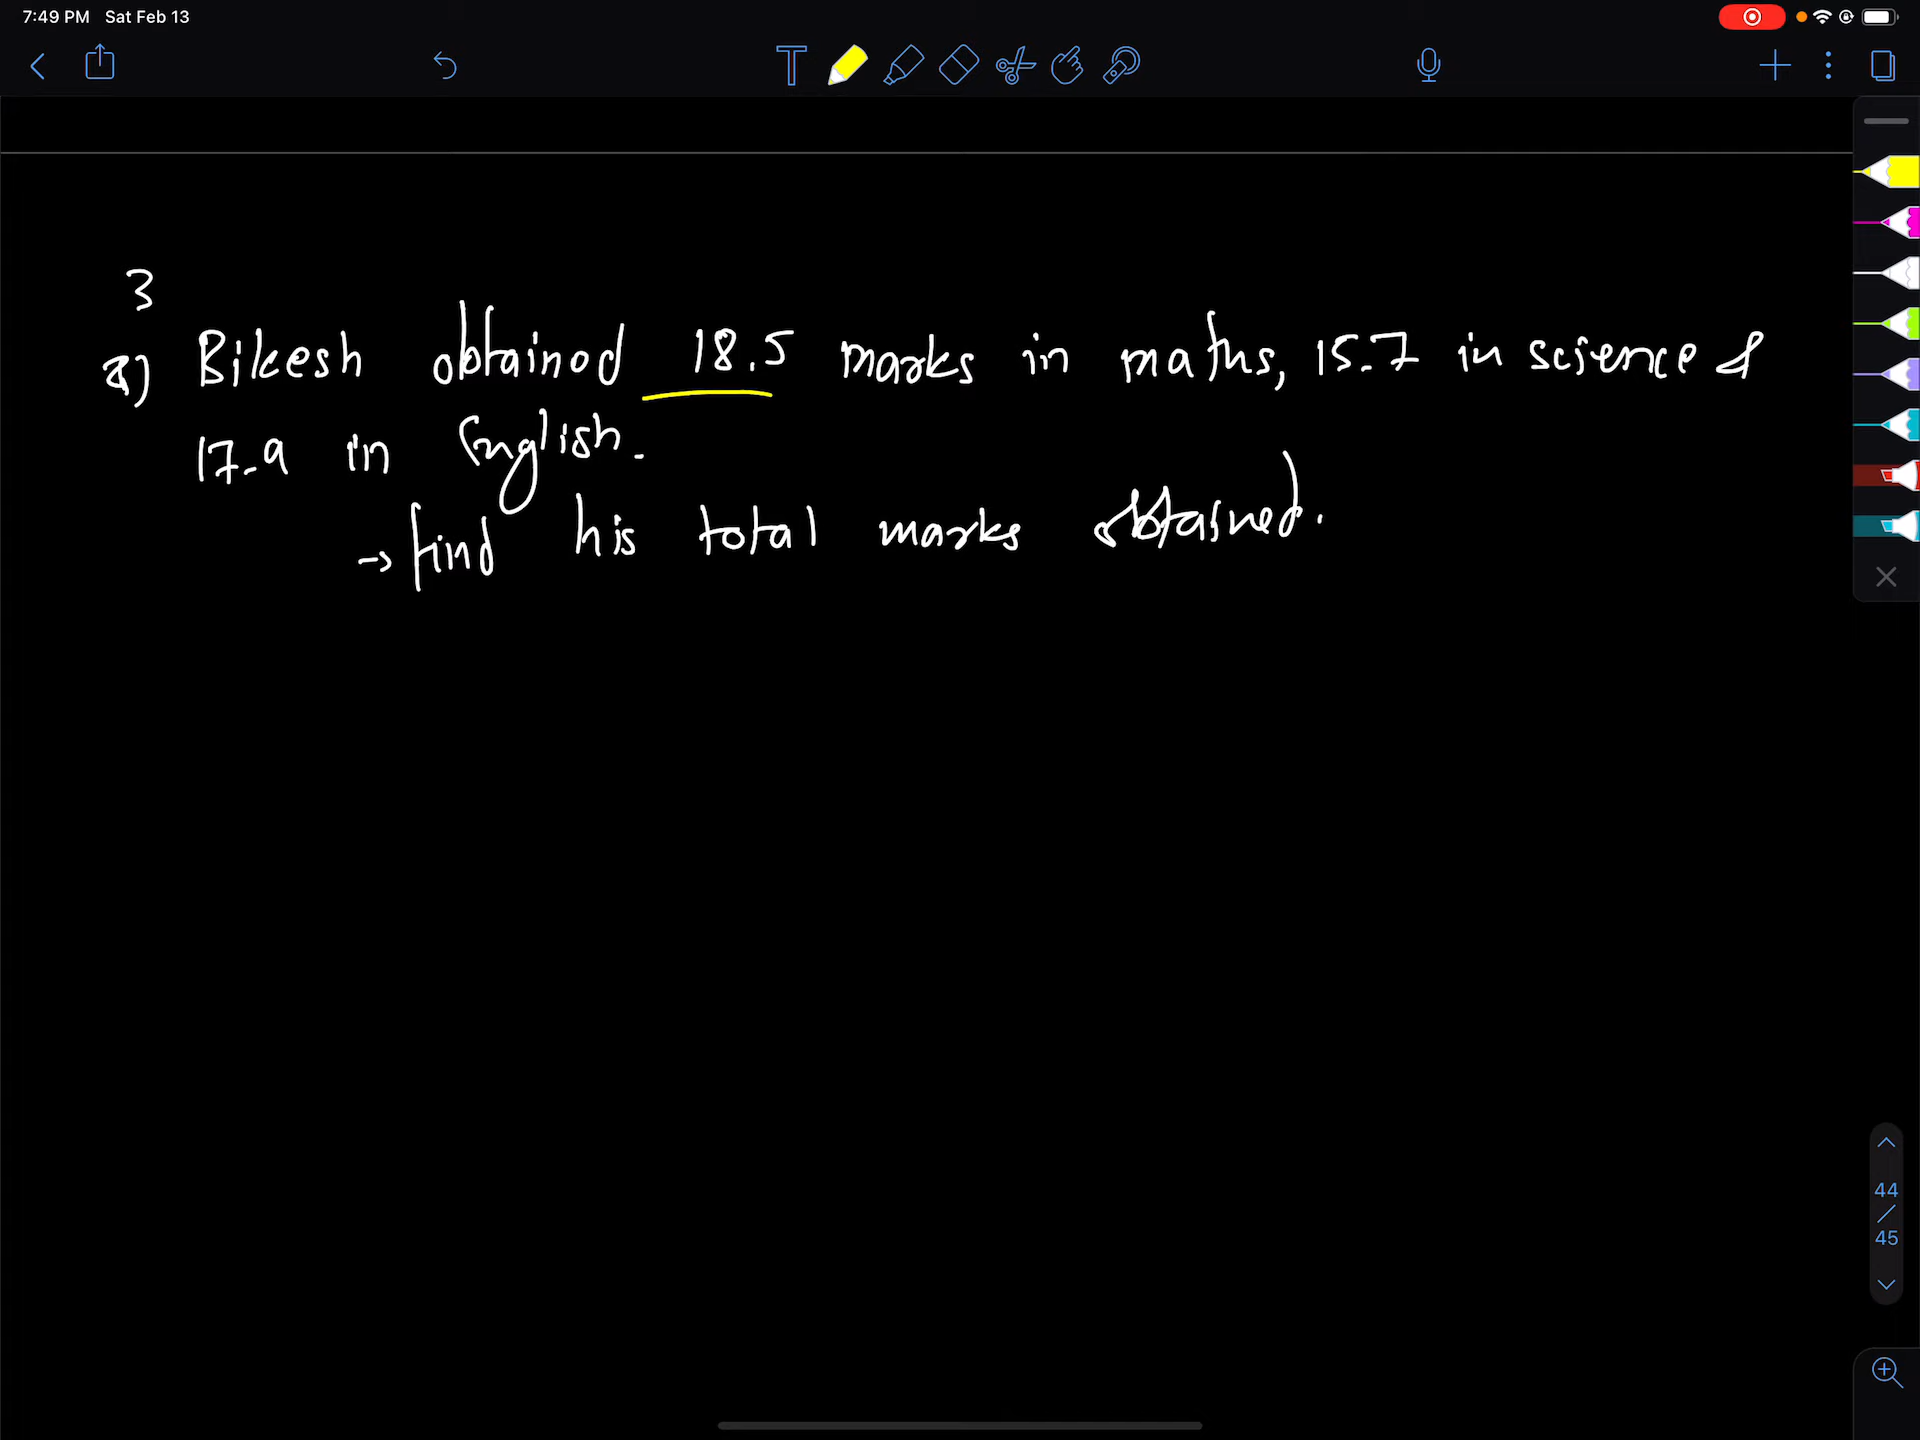 7:49 PM Sat Feb 13
3
a) Bikesh obtained 18.5 marks in maths, 15.7 in science &
17.9 in English.
→ find his total marks obtained.
44
/
45